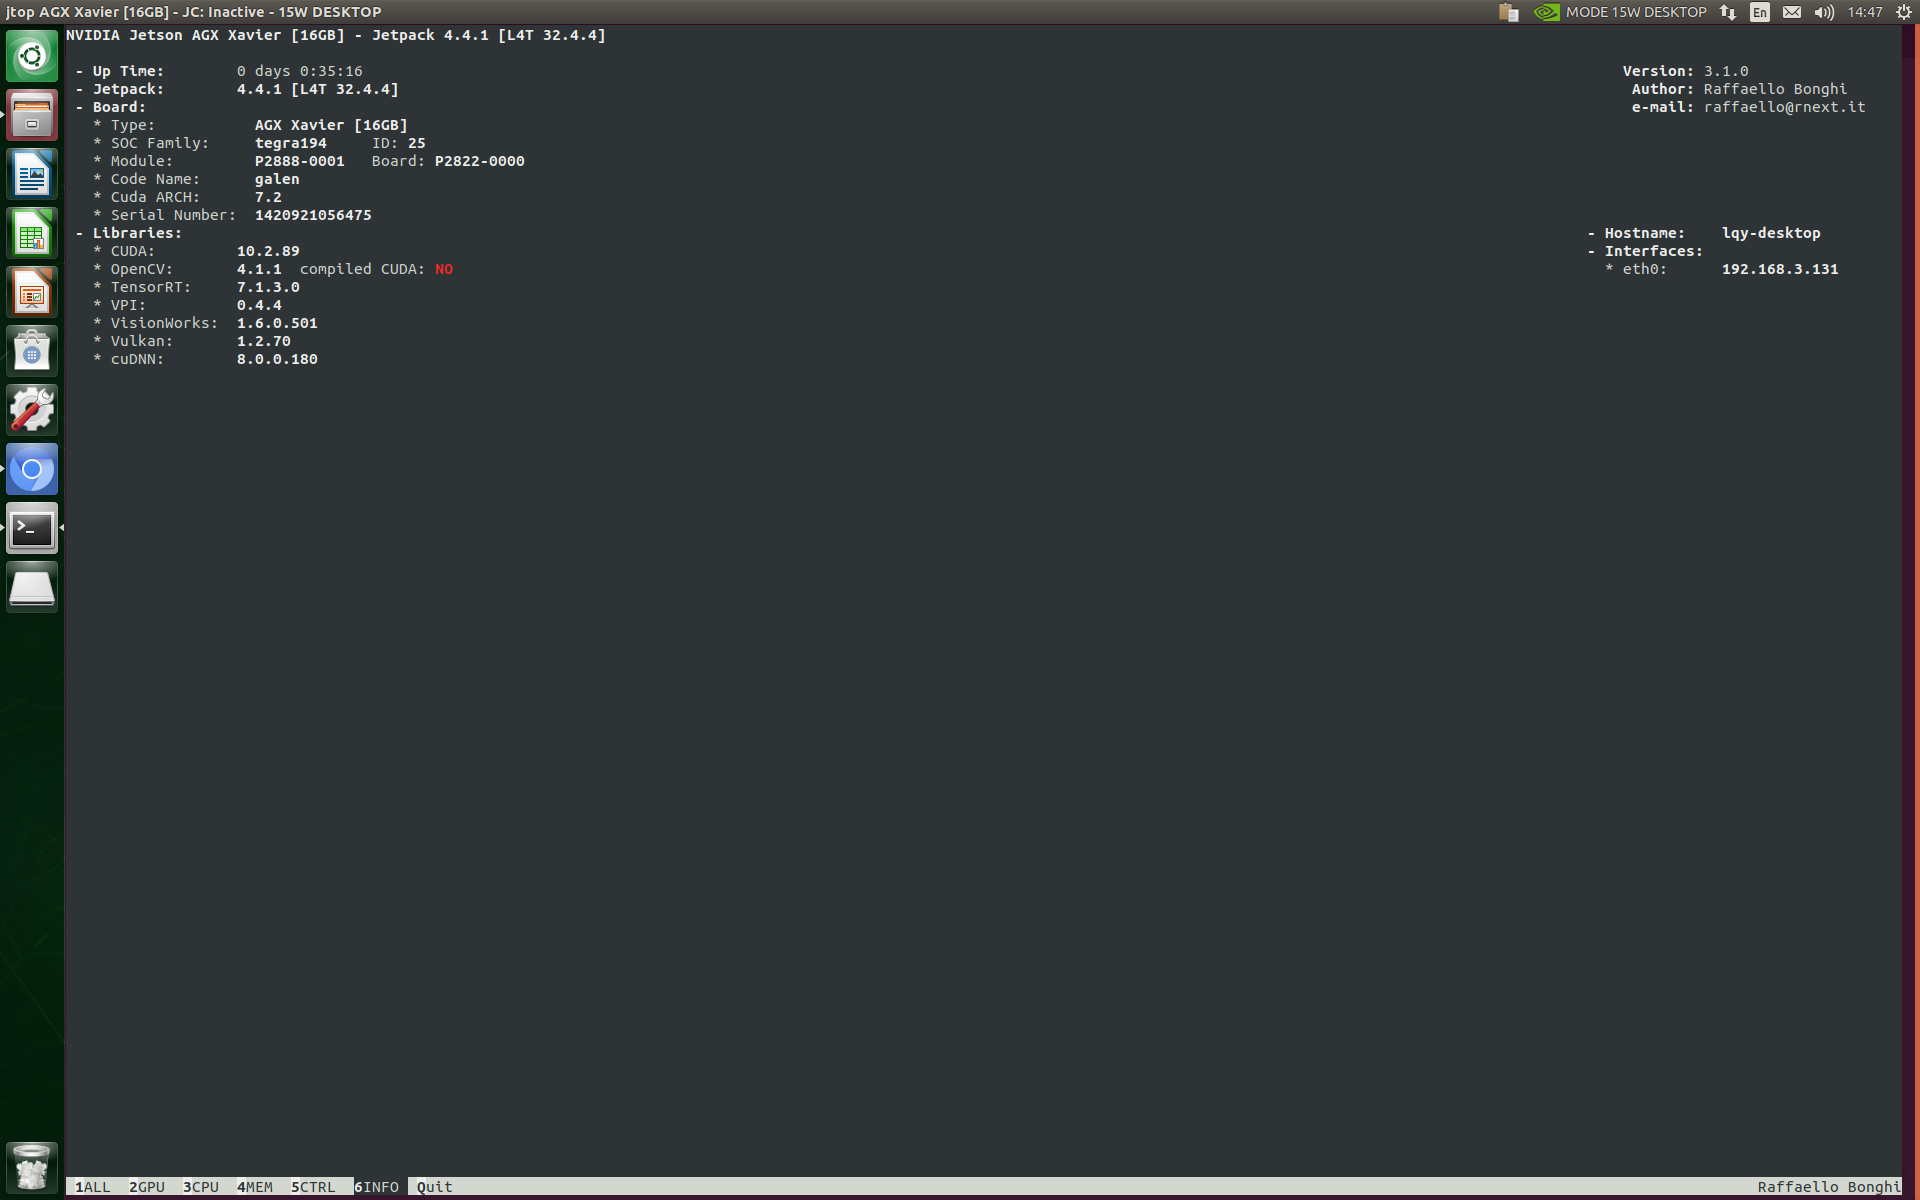 jtop AGX Xavier [16GB] - JC: Inactive - 15W DESKTOP MODE 15W DESKTOP En 14:47
NVIDIA Jetson AGX Xavier [16GB] - Jetpack 4.4.1 [L4T 32.4.4]
- Up Time: 0 days 0:35:16 Version: 3.1.0
- Jetpack: 4.4.1 [L4T 32.4.4] Author: Raffaello Bonghi
- Board: e-mail: raffaello@rnext.it
* Type: AGX Xavier [16GB]
* SOC Family: tegra194 ID: 25
* Module: P2888-0001 Board: P2822-0000
* Code Name: galen
* Cuda ARCH: 7.2
* Serial Number: 1420921056475
- Libraries: - Hostname: lqy-desktop
* CUDA: 10.2.89 - Interfaces:
* OpenCV: 4.1.1 compiled CUDA: NO * eth0: 192.168.3.131
* TensorRT: 7.1.3.0
* VPI: 0.4.4
* VisionWorks: 1.6.0.501
* Vulkan: 1.2.70
* cuDNN: 8.0.0.180
1ALL 2GPU 3CPU 4MEM 5CTRL 6INFO Quit Raffaello Bonghi